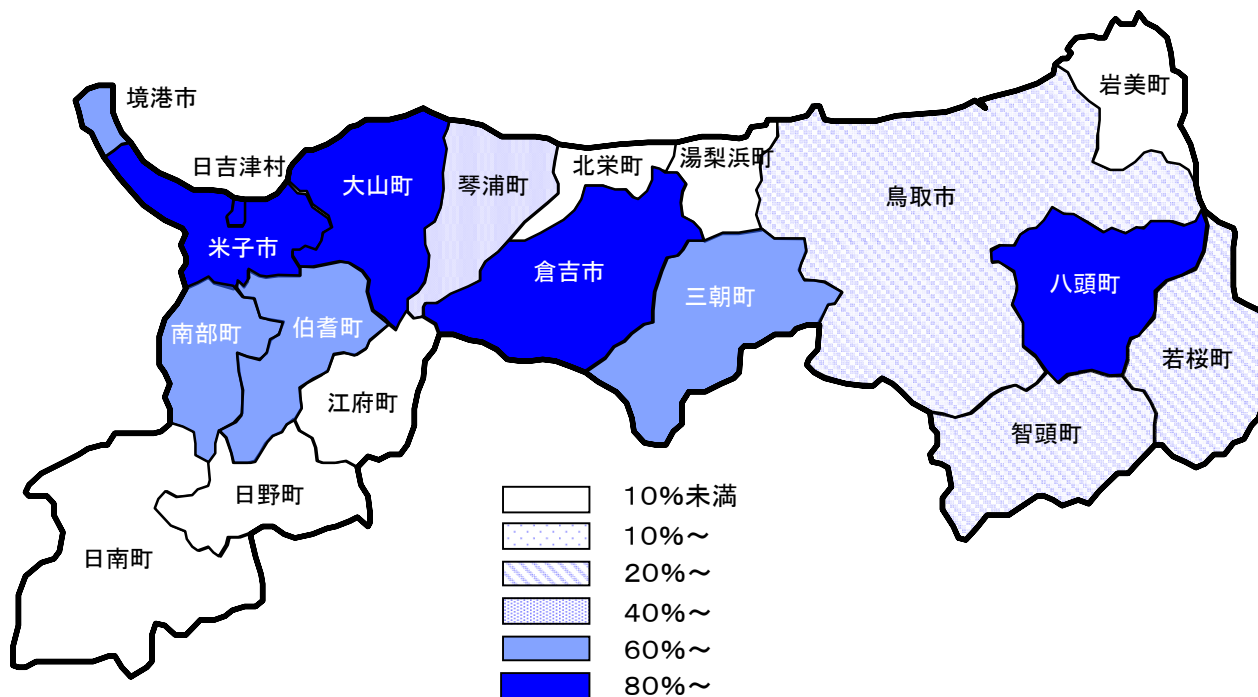 境港市
岩美町
日吉津村
大山町
琴浦町
北栄町
湯梨浜町
鳥取市
米子市
倉吉市
三朝町
八頭町
南部町
伯耆町
若桜町
江府町
智頭町
日野町
日南町
10%未満
10%～
20%～
40%～
60%～
80%～